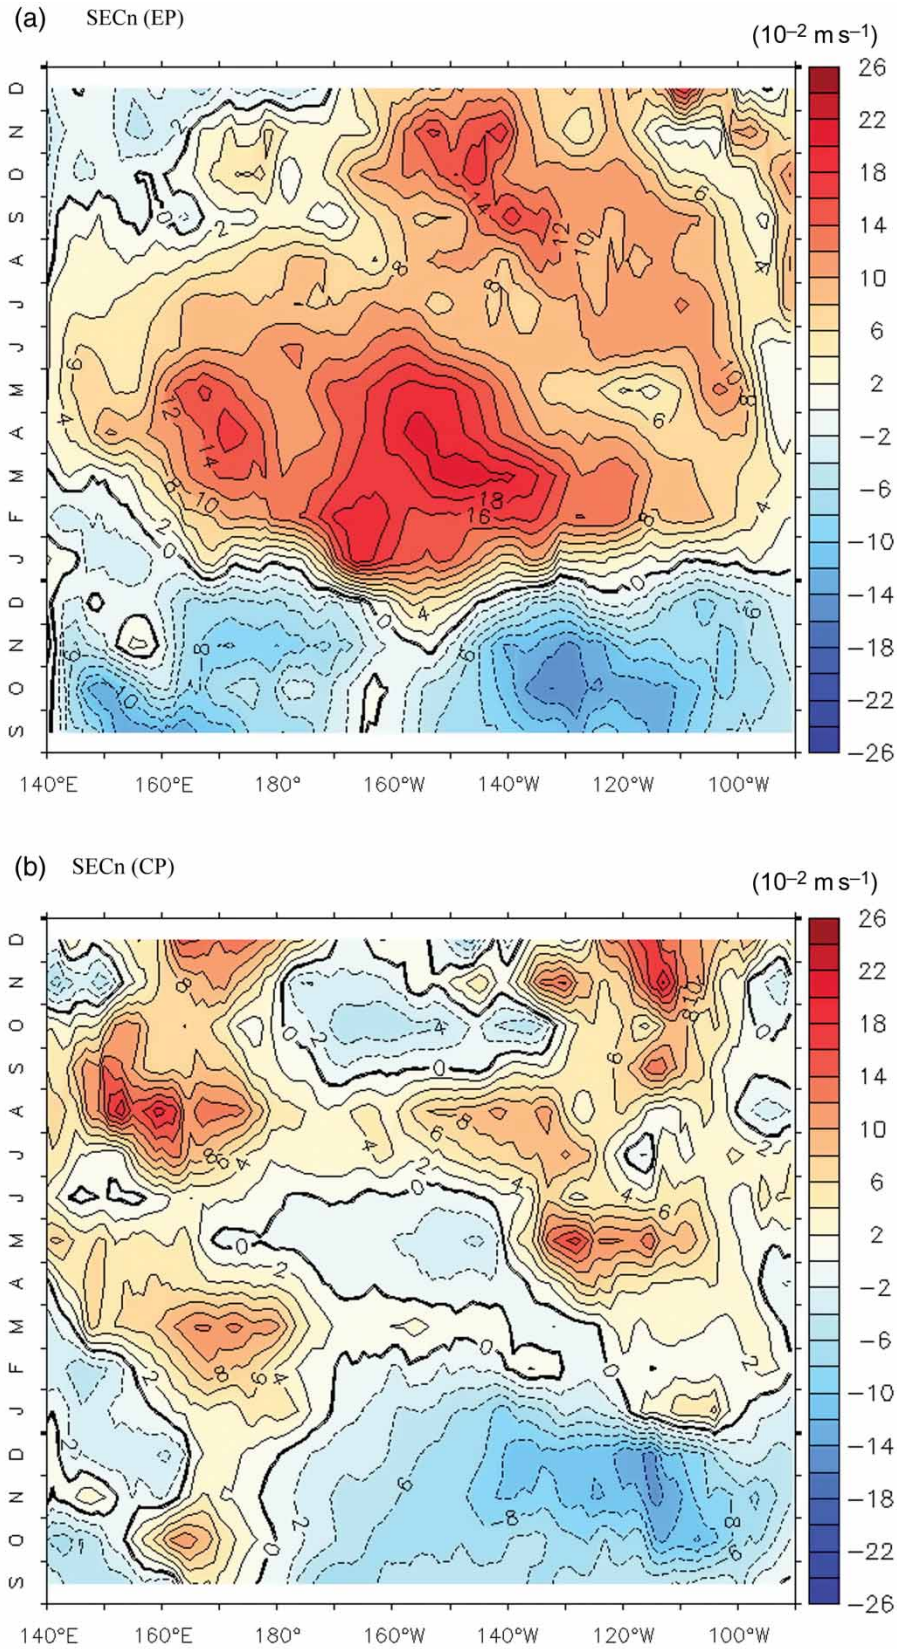 (a) SECn (EP)
(10⁻² m s⁻¹)
D
N
D
S
A
J
J
M
A
M
F
J
D
N
O
S
26
22
18
14
10
6
2
−2
−6
−10
−14
−18
−22
−26
140°E 160°E 180° 160°W 140°W 120°W 100°W
(b) SECn (CP)
(10⁻² m s⁻¹)
D
N
O
S
A
J
J
M
A
M
F
J
D
N
O
S
26
22
18
14
10
6
2
−2
−6
−10
−14
−18
−22
−26
140°E 160°E 180° 160°W 140°W 120°W 100°W